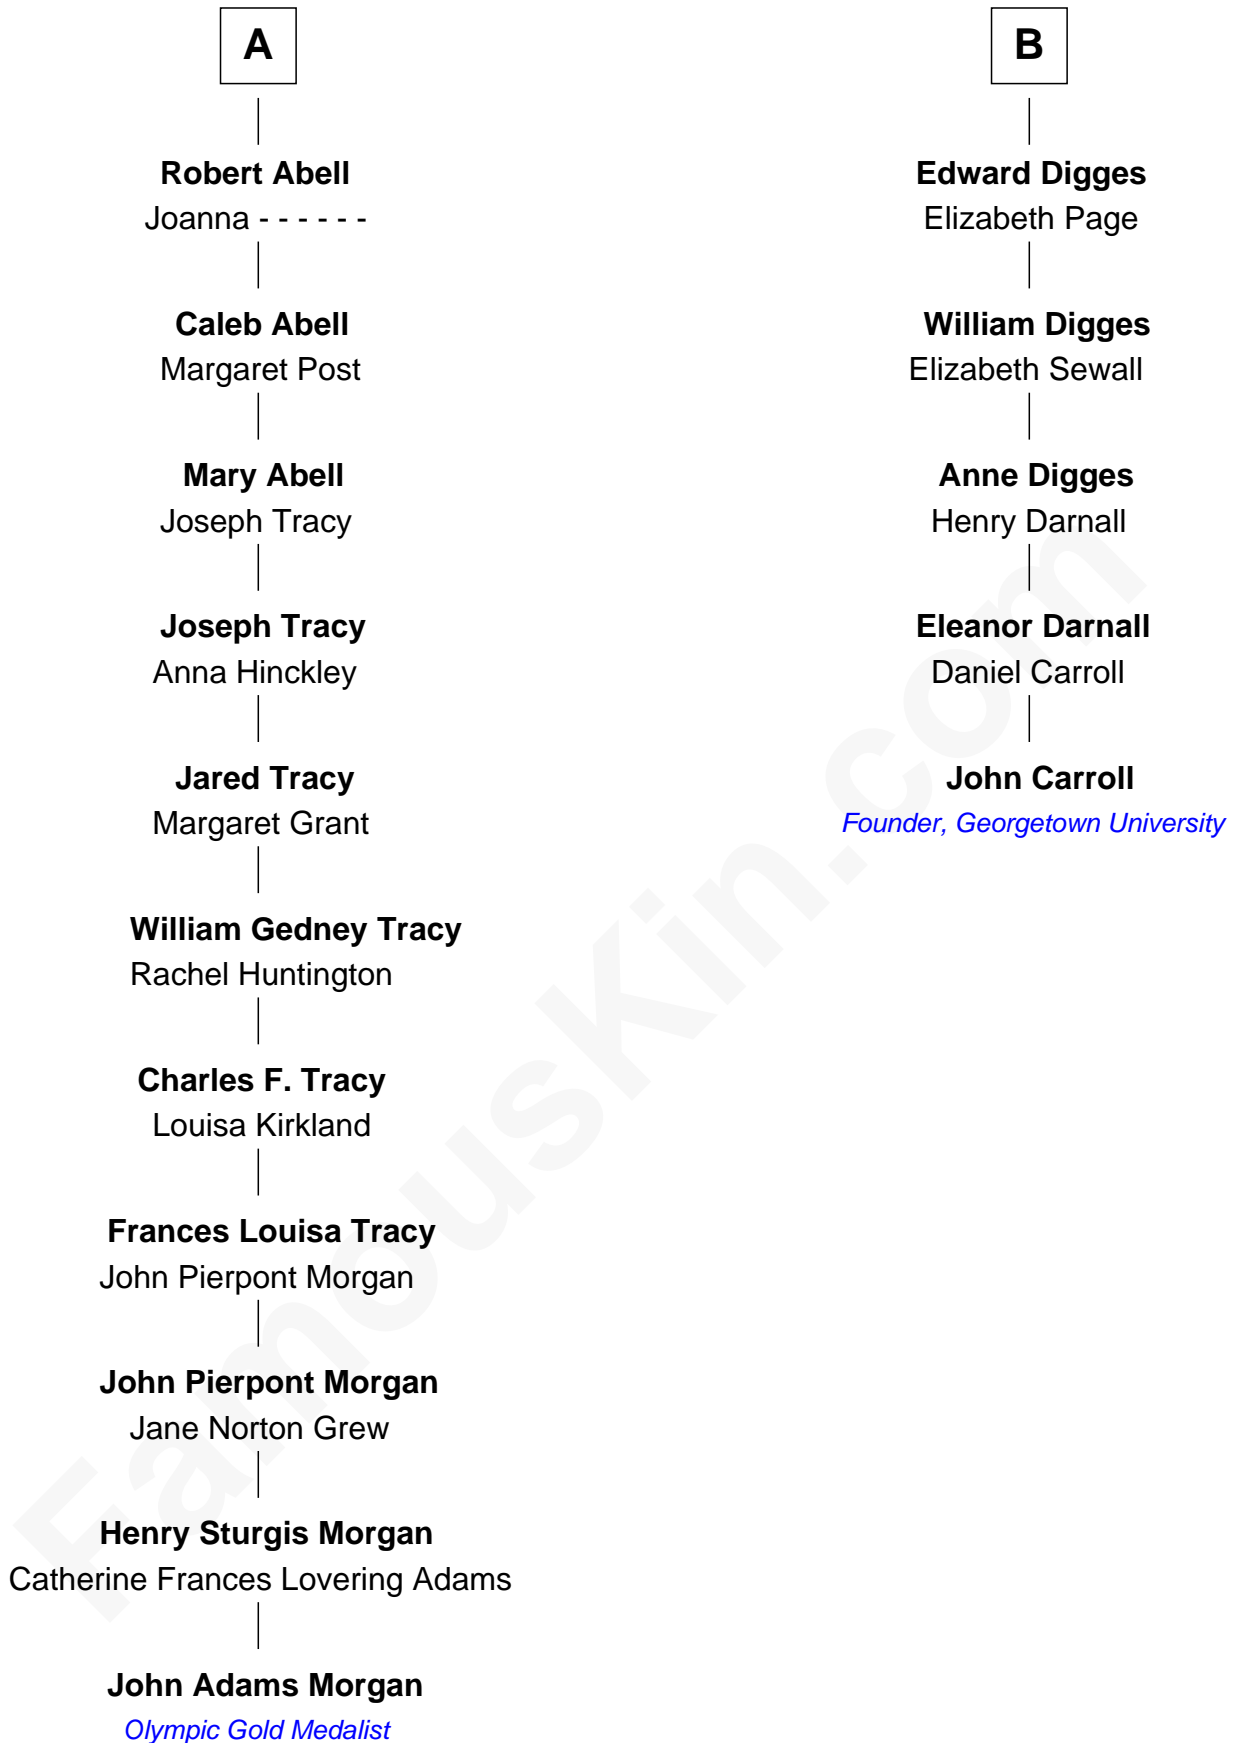 A
Robert Abell
Joanna - - - - - -
Caleb Abell
Margaret Post
Mary Abell
Joseph Tracy
Joseph Tracy
Anna Hinckley
Jared Tracy
Margaret Grant
William Gedney Tracy
Rachel Huntington
Charles F. Tracy
Louisa Kirkland
Frances Louisa Tracy
John Pierpont Morgan
John Pierpont Morgan
Jane Norton Grew
Henry Sturgis Morgan
Catherine Frances Lovering Adams
John Adams Morgan
Olympic Gold Medalist
B
Edward Digges
Elizabeth Page
William Digges
Elizabeth Sewall
Anne Digges
Henry Darnall
Eleanor Darnall
Daniel Carroll
John Carroll
Founder, Georgetown University
FamousKin.com